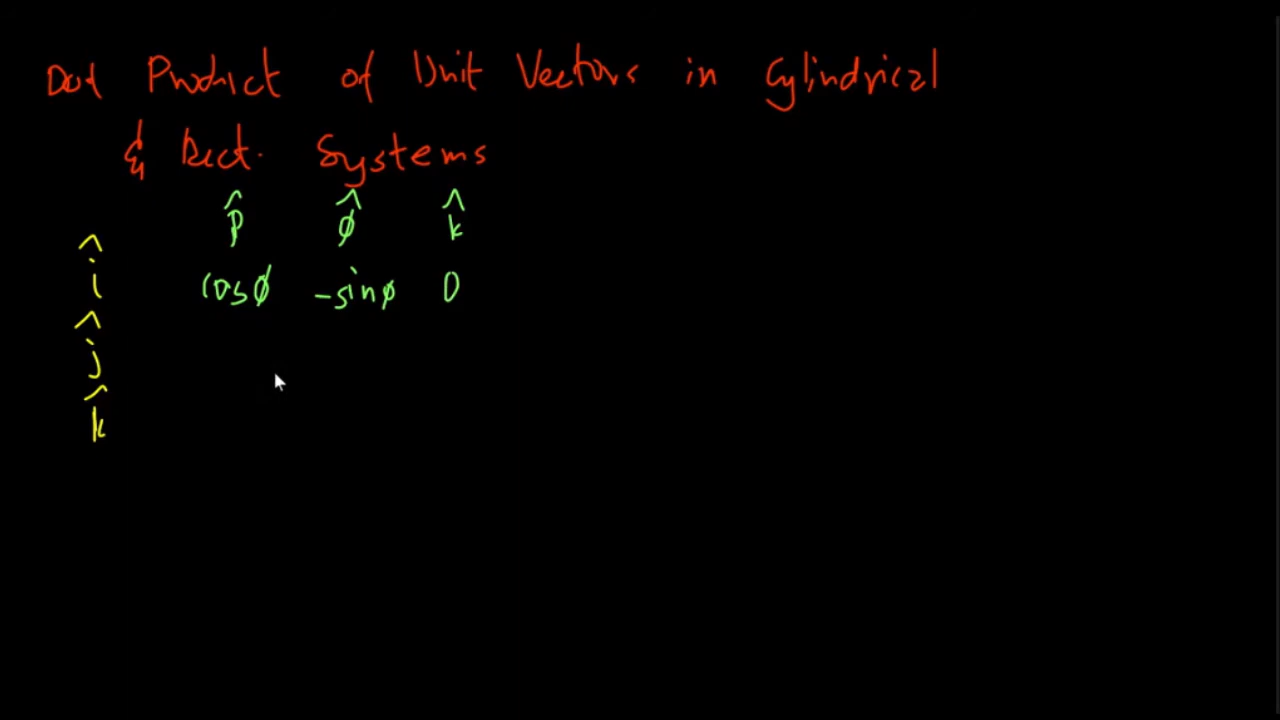 Dot Product of Unit Vectors in Cylindrical
& Rect. Systems
ρ̂ φ̂ k̂
î cosφ -sinφ 0
ĵ
k̂